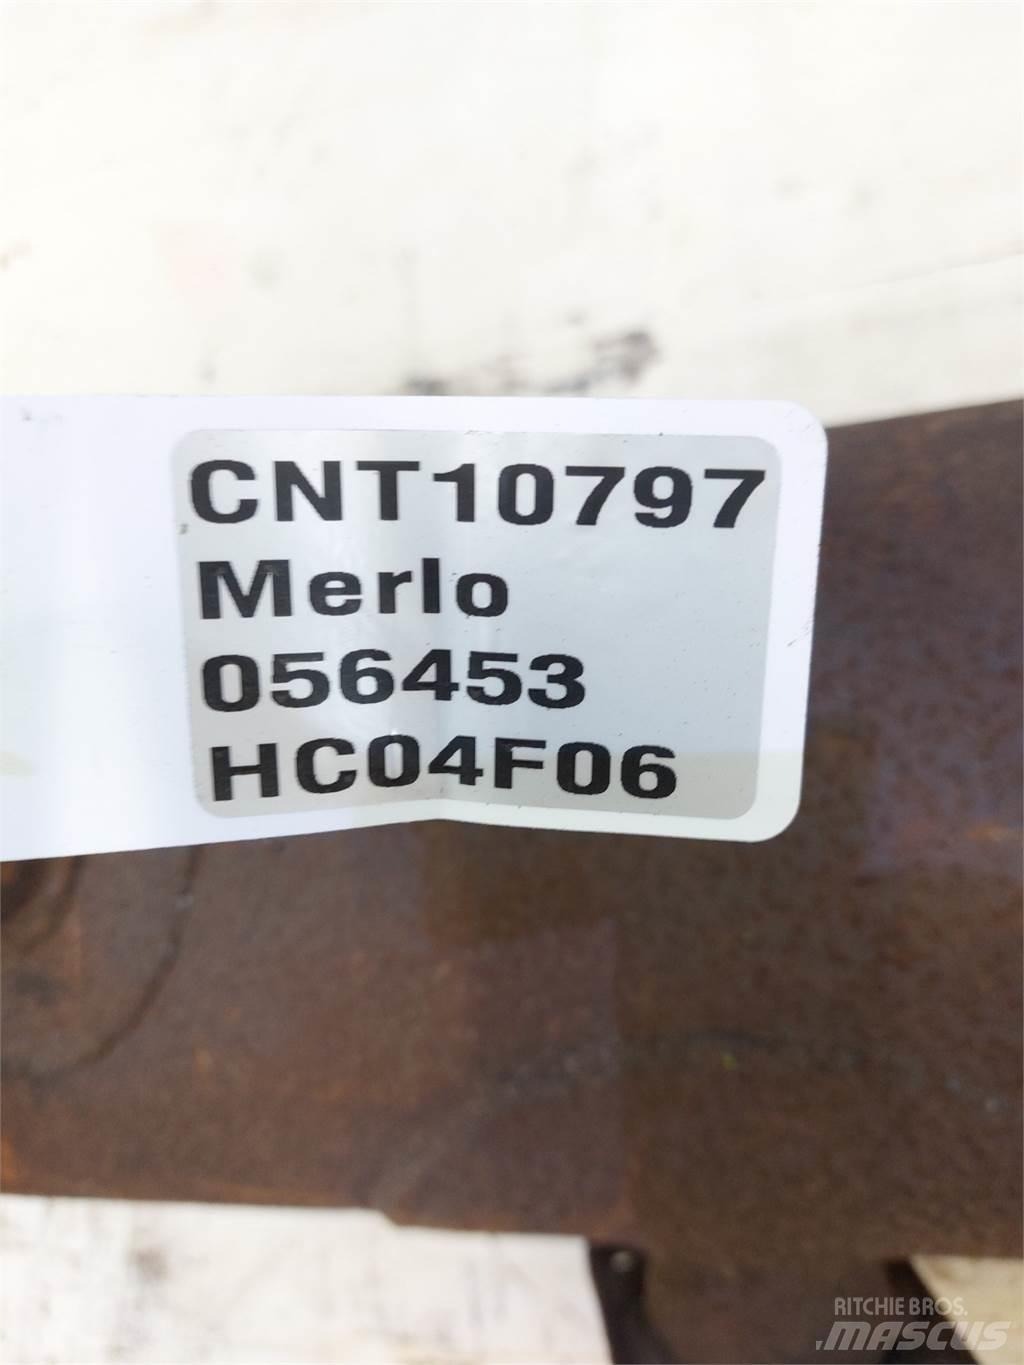 CNT10797
Merlo
056453
HC04F06
RITCHIE BROS.
MASCUS